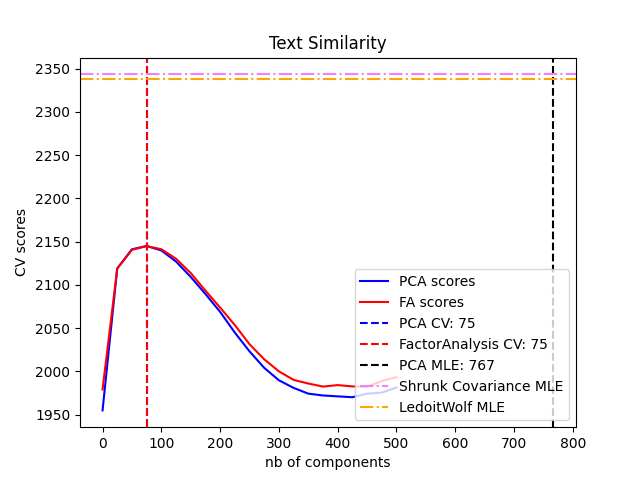 Text Similarity
CV scores
2350
2300
2250
2200
2150
2100
2050
2000
1950
0 100 200 300 400 500 600 700 800
nb of components
PCA scores
FA scores
PCA CV: 75
FactorAnalysis CV: 75
PCA MLE: 767
Shrunk Covariance MLE
LedoitWolf MLE